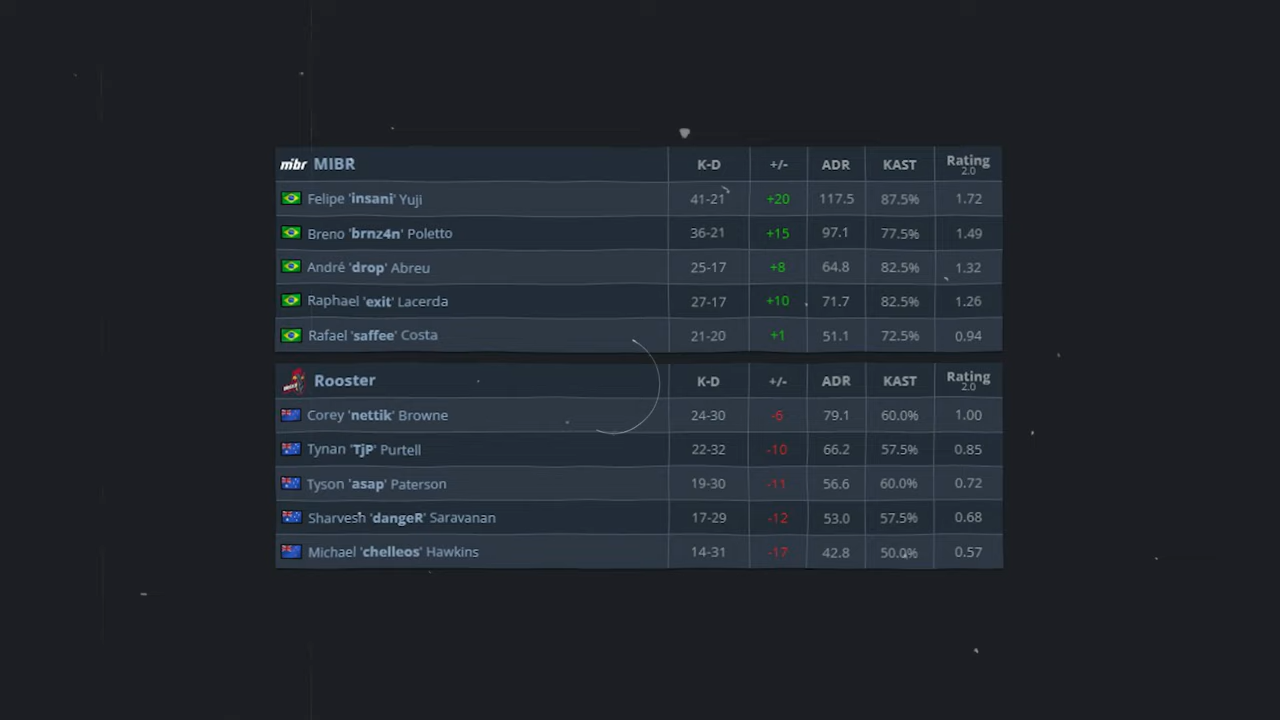 mibr MIBR K-D +/- ADR KAST Rating 2.0
Felipe 'insani' Yuji 41-21 +20 117.5 87.5% 1.72
Breno 'brnz4n' Poletto 36-21 +15 97.1 77.5% 1.49
André 'drop' Abreu 25-17 +8 64.8 82.5% 1.32
Raphael 'exit' Lacerda 27-17 +10 71.7 82.5% 1.26
Rafael 'saffee' Costa 21-20 +1 51.1 72.5% 0.94
Rooster K-D +/- ADR KAST Rating 2.0
Corey 'nettik' Browne 24-30 -6 79.1 60.0% 1.00
Tynan 'TjP' Purtell 22-32 -10 66.2 57.5% 0.85
Tyson 'asap' Paterson 19-30 -11 56.6 60.0% 0.72
Sharvesh 'dangeR' Saravanan 17-29 -12 53.0 57.5% 0.68
Michael 'chelleos' Hawkins 14-31 -17 42.8 50.0% 0.57